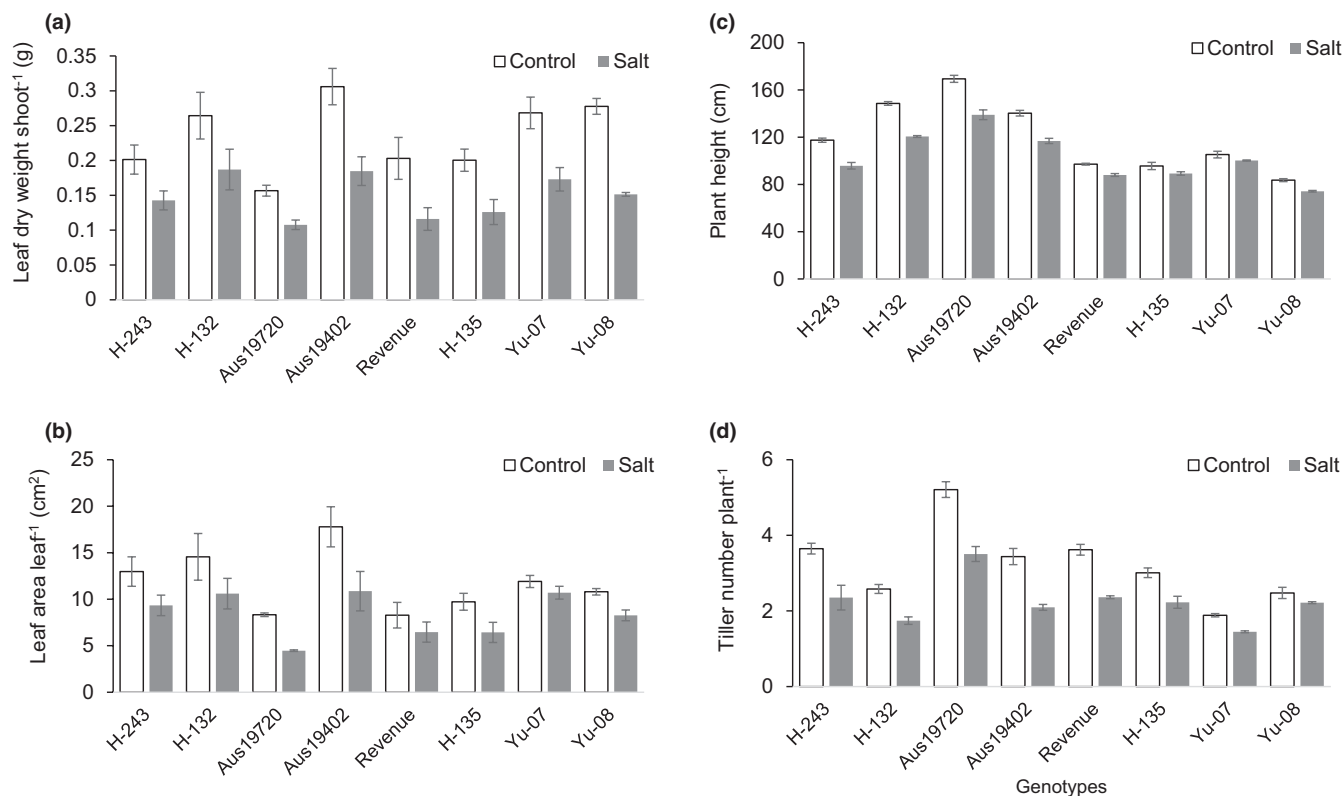 (a)
Leaf dry weight shoot⁻¹ (g)
Control Salt
0.35
0.3
0.25
0.2
0.15
0.1
0.05
0
H-243
H-132
Aus19720
Aus19402
Revenue
H-135
Yu-07
Yu-08
(b)
Leaf area leaf⁻¹ (cm²)
Control Salt
25
20
15
10
5
0
H-243
H-132
Aus19720
Aus19402
Revenue
H-135
Yu-07
Yu-08
(c)
Plant height (cm)
Control Salt
200
160
120
80
40
0
H-243
H-132
Aus19720
Aus19402
Revenue
H-135
Yu-07
Yu-08
(d)
Tiller number plant⁻¹
Control Salt
6
4
2
0
H-243
H-132
Aus19720
Aus19402
Revenue
H-135
Yu-07
Yu-08
Genotypes